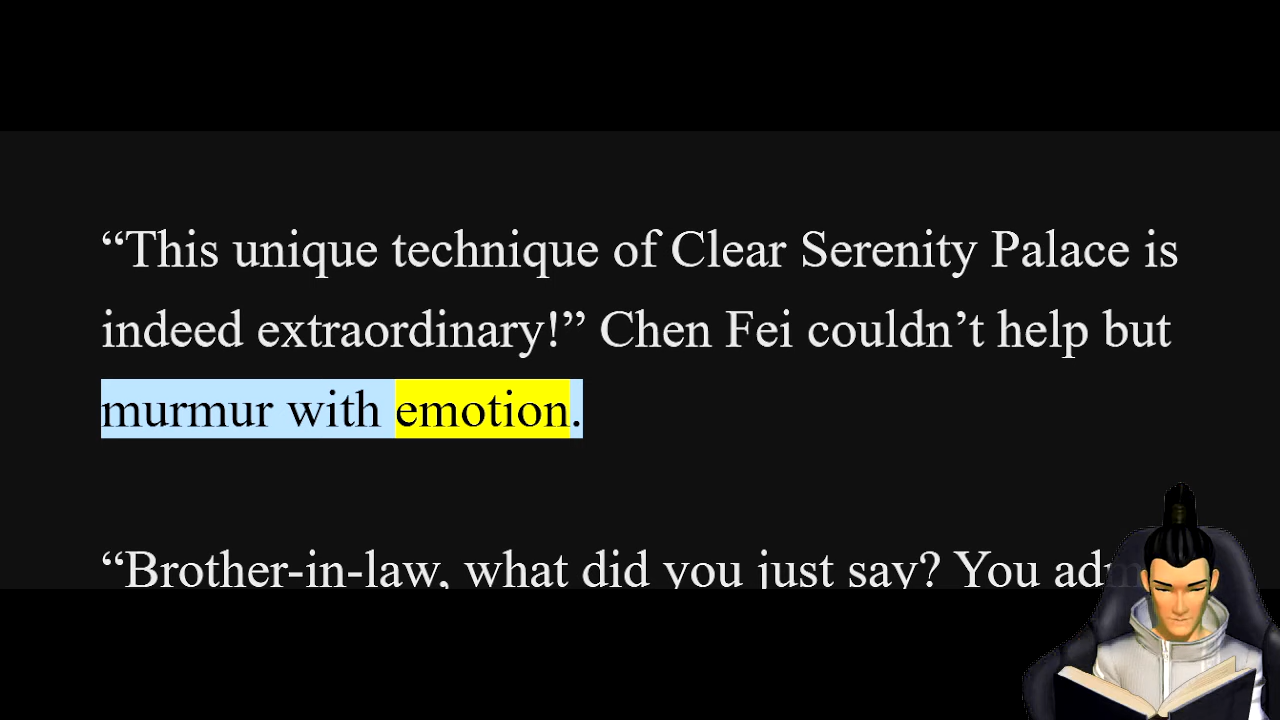 “This unique technique of Clear Serenity Palace is
indeed extraordinary!” Chen Fei couldn’t help but
murmur with emotion.
“Brother-in-law, what did you just say? You